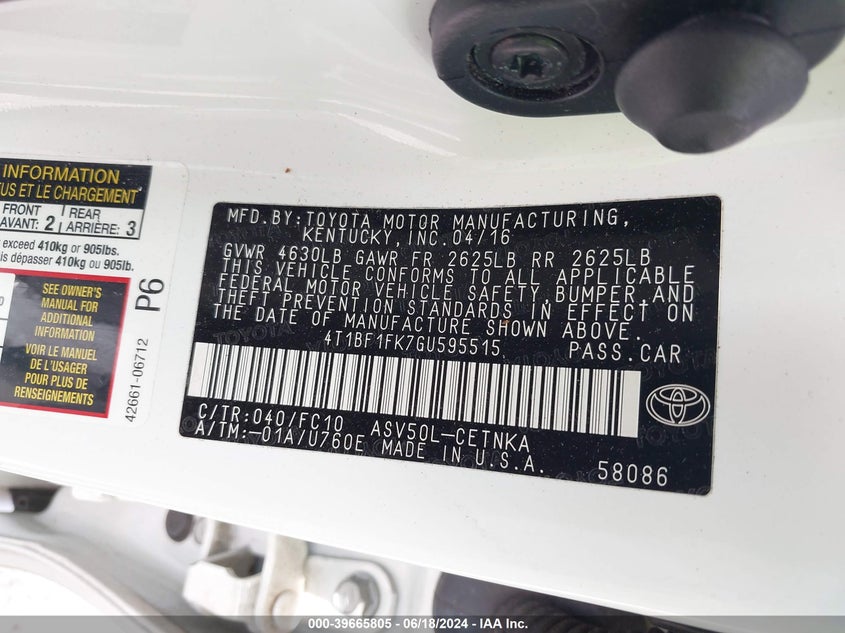 INFORMATION
US ET LE CHARGEMENT
FRONT
AVANT: 2
REAR
ARRIÈRE: 3
exceed 410kg or 905lbs.
is dépasser 410kg ou 905lb.
SEE OWNER'S
MANUAL FOR
ADDITIONAL
INFORMATION
VOIR LE MANUEL
DE L'USAGER
POUR PLUS DE
RENSEIGNEMENTS
P6
42661-06712
MFD.BY:TOYOTA MOTOR MANUFACTURING,
KENTUCKY,INC.04/16
GVWR 4630LB GAWR FR 2625LB RR 2625LB
THIS VEHICLE CONFORMS TO ALL APPLICABLE
FEDERAL MOTOR VEHICLE SAFETY,BUMPER,AND
THEFT PREVENTION STANDARDS IN EFFECT ON
THE DATE OF MANUFACTURE SHOWN ABOVE.
4T1BF1FK7GU595515 PASS.CAR
C/TR:040/FC10 ASV50L-CETNKA
A/TM:-01A/U760E MADE IN U.S.A. 58086
000-39665805 - 06/18/2024 - IAA Inc.